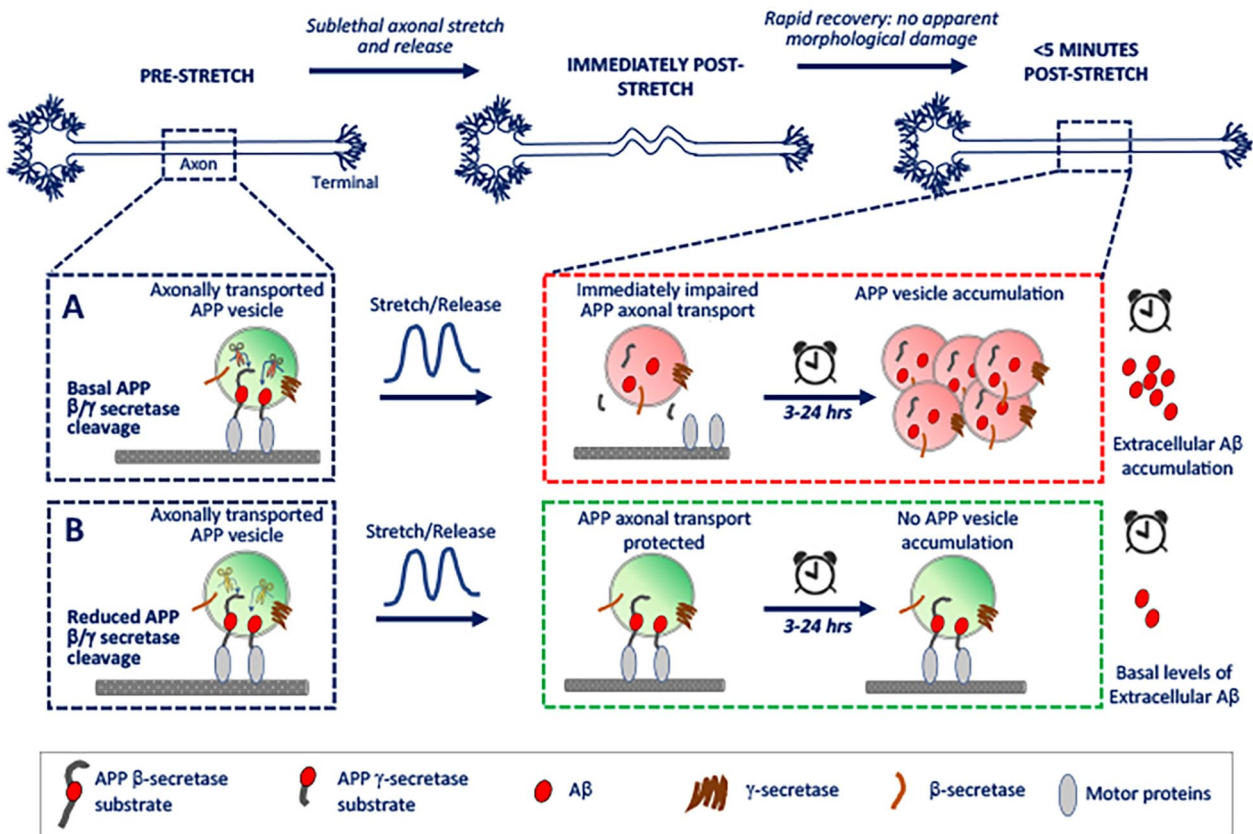 Sublethal axonal stretch
and release
Rapid recovery: no apparent
morphological damage
PRE-STRETCH
IMMEDIATELY POST-
STRETCH
<5 MINUTES
POST-STRETCH
Axon
Terminal
A
Axonally transported
APP vesicle
Basal APP
β/γ secretase
cleavage
Stretch/Release
Immediately impaired
APP axonal transport
3-24 hrs
APP vesicle accumulation
Extracellular Aβ
accumulation
B
Axonally transported
APP vesicle
Reduced APP
β/γ secretase
cleavage
Stretch/Release
APP axonal transport
protected
3-24 hrs
No APP vesicle
accumulation
Basal levels of
Extracellular Aβ
APP β-secretase
substrate
APP γ-secretase
substrate
Aβ
γ-secretase
β-secretase
Motor proteins